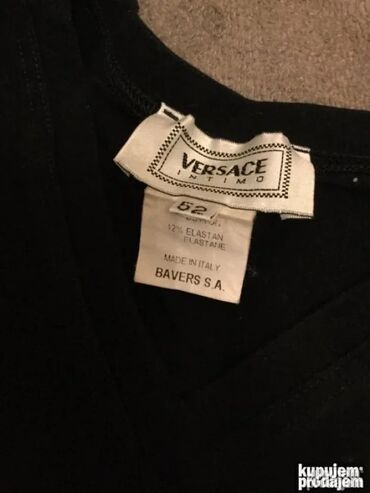 VERSACE
INTIMO
52
12% ELASTAN
ELASTANE
MADE IN ITALY
BAVERS S.A.
kupujem
prodajem